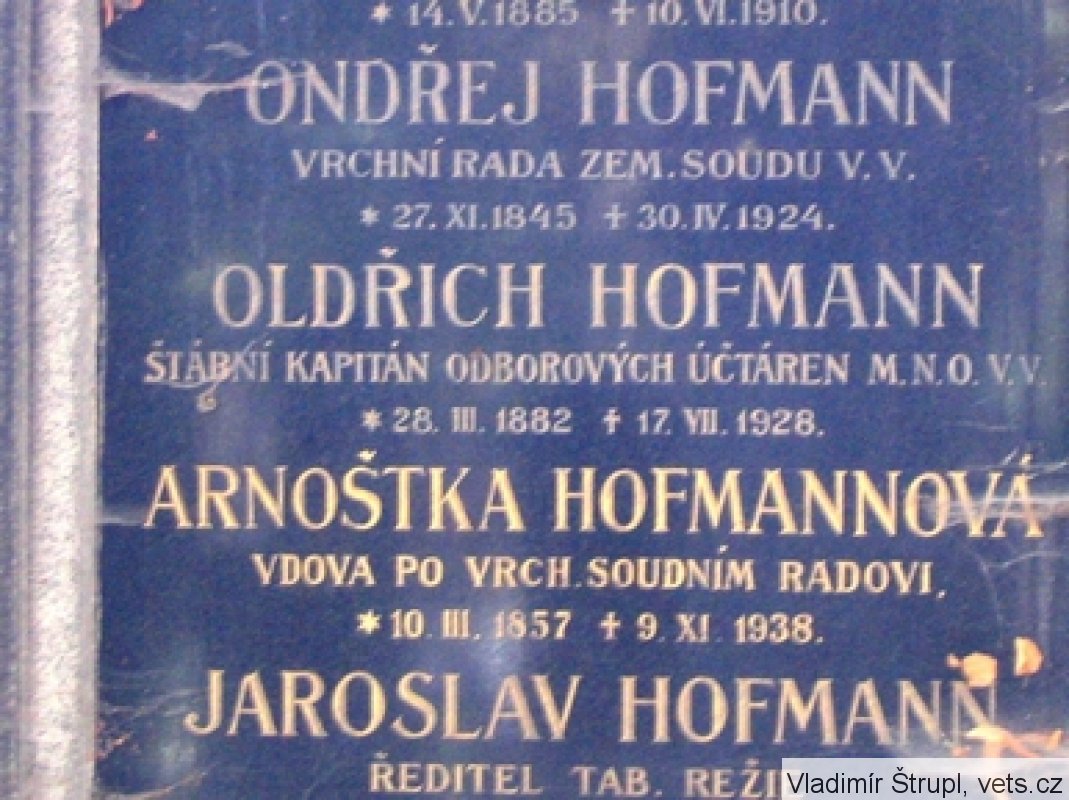 * 14.V.1885 + 10.VI.1910.
ONDŘEJ HOFMANN
VRCHNÍ RADA ZEM. SOUDU V. V.
* 27. XI. 1845 + 30. IV. 1924.
OLDŘICH HOFMANN
ŠTÁBNÍ KAPITÁN ODBOROVÝCH ÚČTÁREN M. N. O. V. V.
* 28. III. 1882 + 17. VII. 1928.
ARNOŠTKA HOFMANNOVÁ
VDOVA PO VRCH. SOUDNÍM RADOVI,
* 10. III. 1857 + 9. XI. 1938.
JAROSLAV HOFMANN
ŘEDITEL TAB.
Vladimír Štrupl, vets.cz